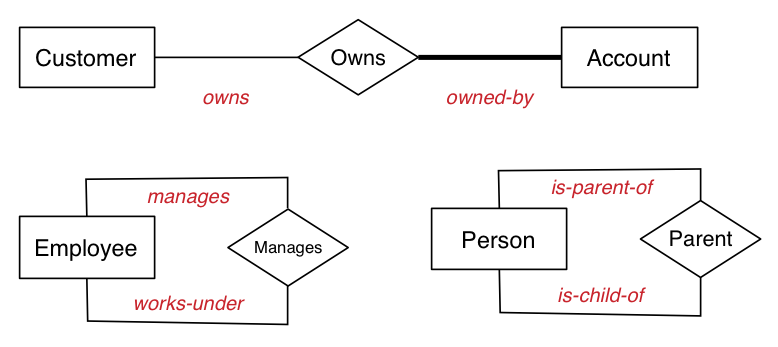 Customer
Owns
Account
owns
owned-by
manages
Employee
Manages
works-under
is-parent-of
Person
Parent
is-child-of